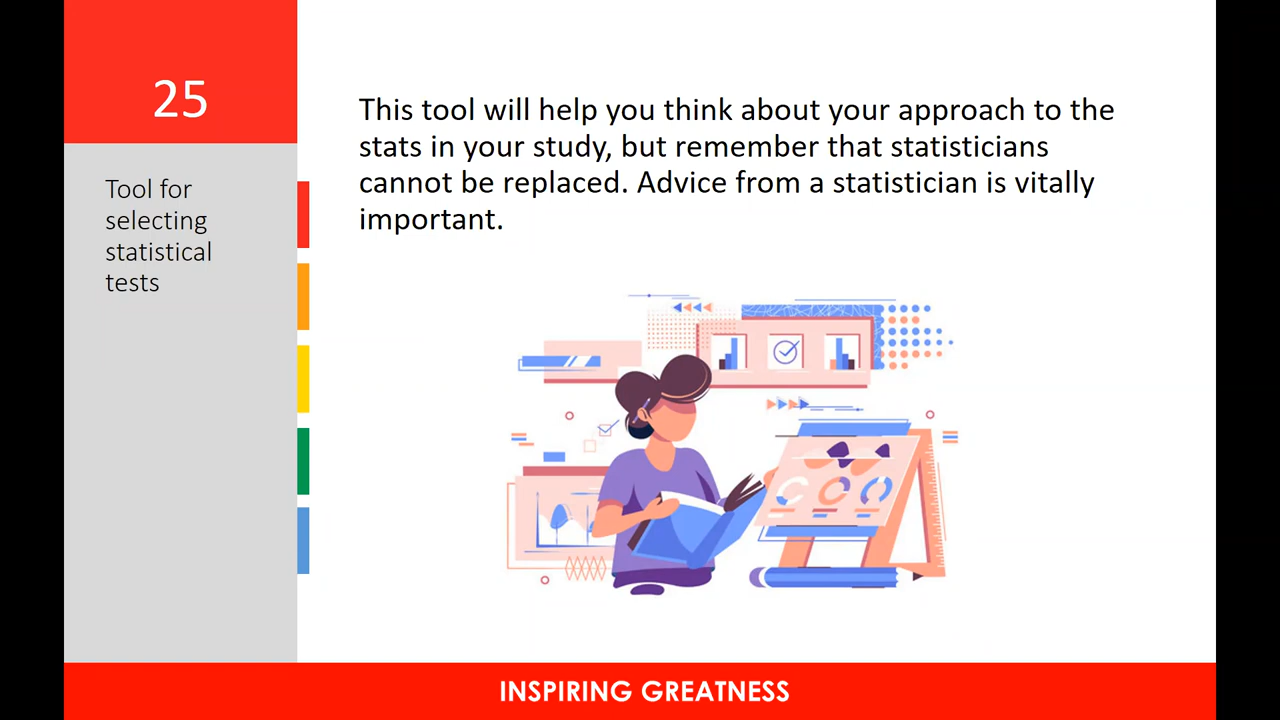 25
Tool for
selecting
statistical
tests
This tool will help you think about your approach to the
stats in your study, but remember that statisticians
cannot be replaced. Advice from a statistician is vitally
important.
INSPIRING GREATNESS